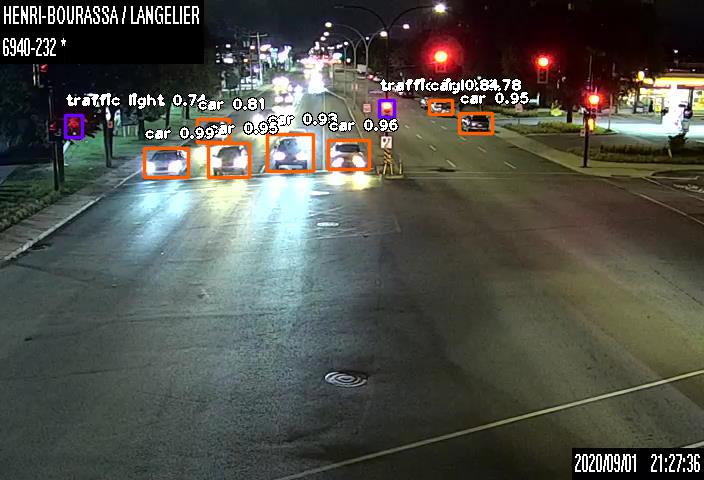 HENRI-BOURASSA / LANGELIER
6940-232 *
traffic light 0.74
car 0.81
car 0.99
car 0.95
car 0.93
car 0.96
car 0.95
2020/09/01 21:27:36